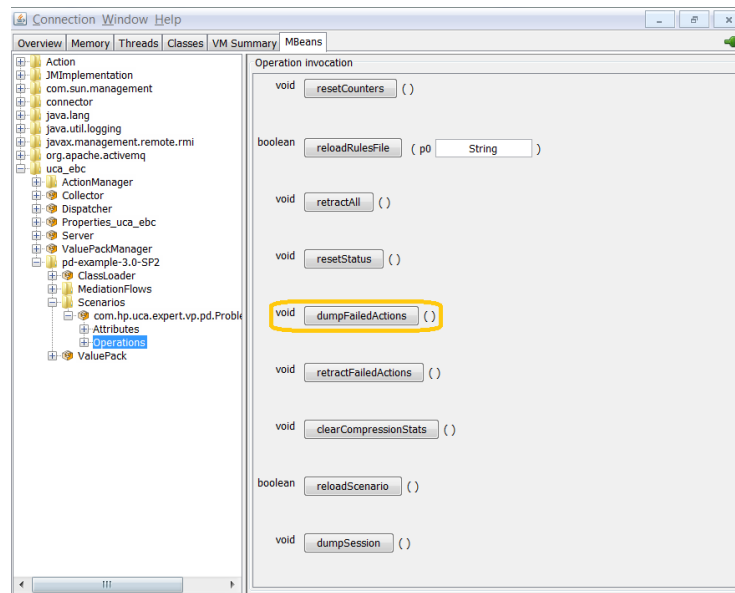 Connection Window Help
Overview Memory Threads Classes VM Summary MBeans
Action
JMImplementation
com.sun.management
connector
java.lang
java.util.logging
javax.management.remote.rmi
org.apache.activemq
uca_ebc
ActionManager
Collector
Dispatcher
Properties_uca_ebc
Server
ValuePackManager
pd-example-3.0-SP2
ClassLoader
MediationFlows
Scenarios
com.hp.uca.expert.vp.pd.Proble
Attributes
Operations
ValuePack
Operation invocation
void resetCounters ( )
boolean reloadRulesFile ( p0 String )
void retractAll ( )
void resetStatus ( )
void dumpFailedActions ( )
void retractFailedActions ( )
void clearCompressionStats ( )
boolean reloadScenario ( )
void dumpSession ( )